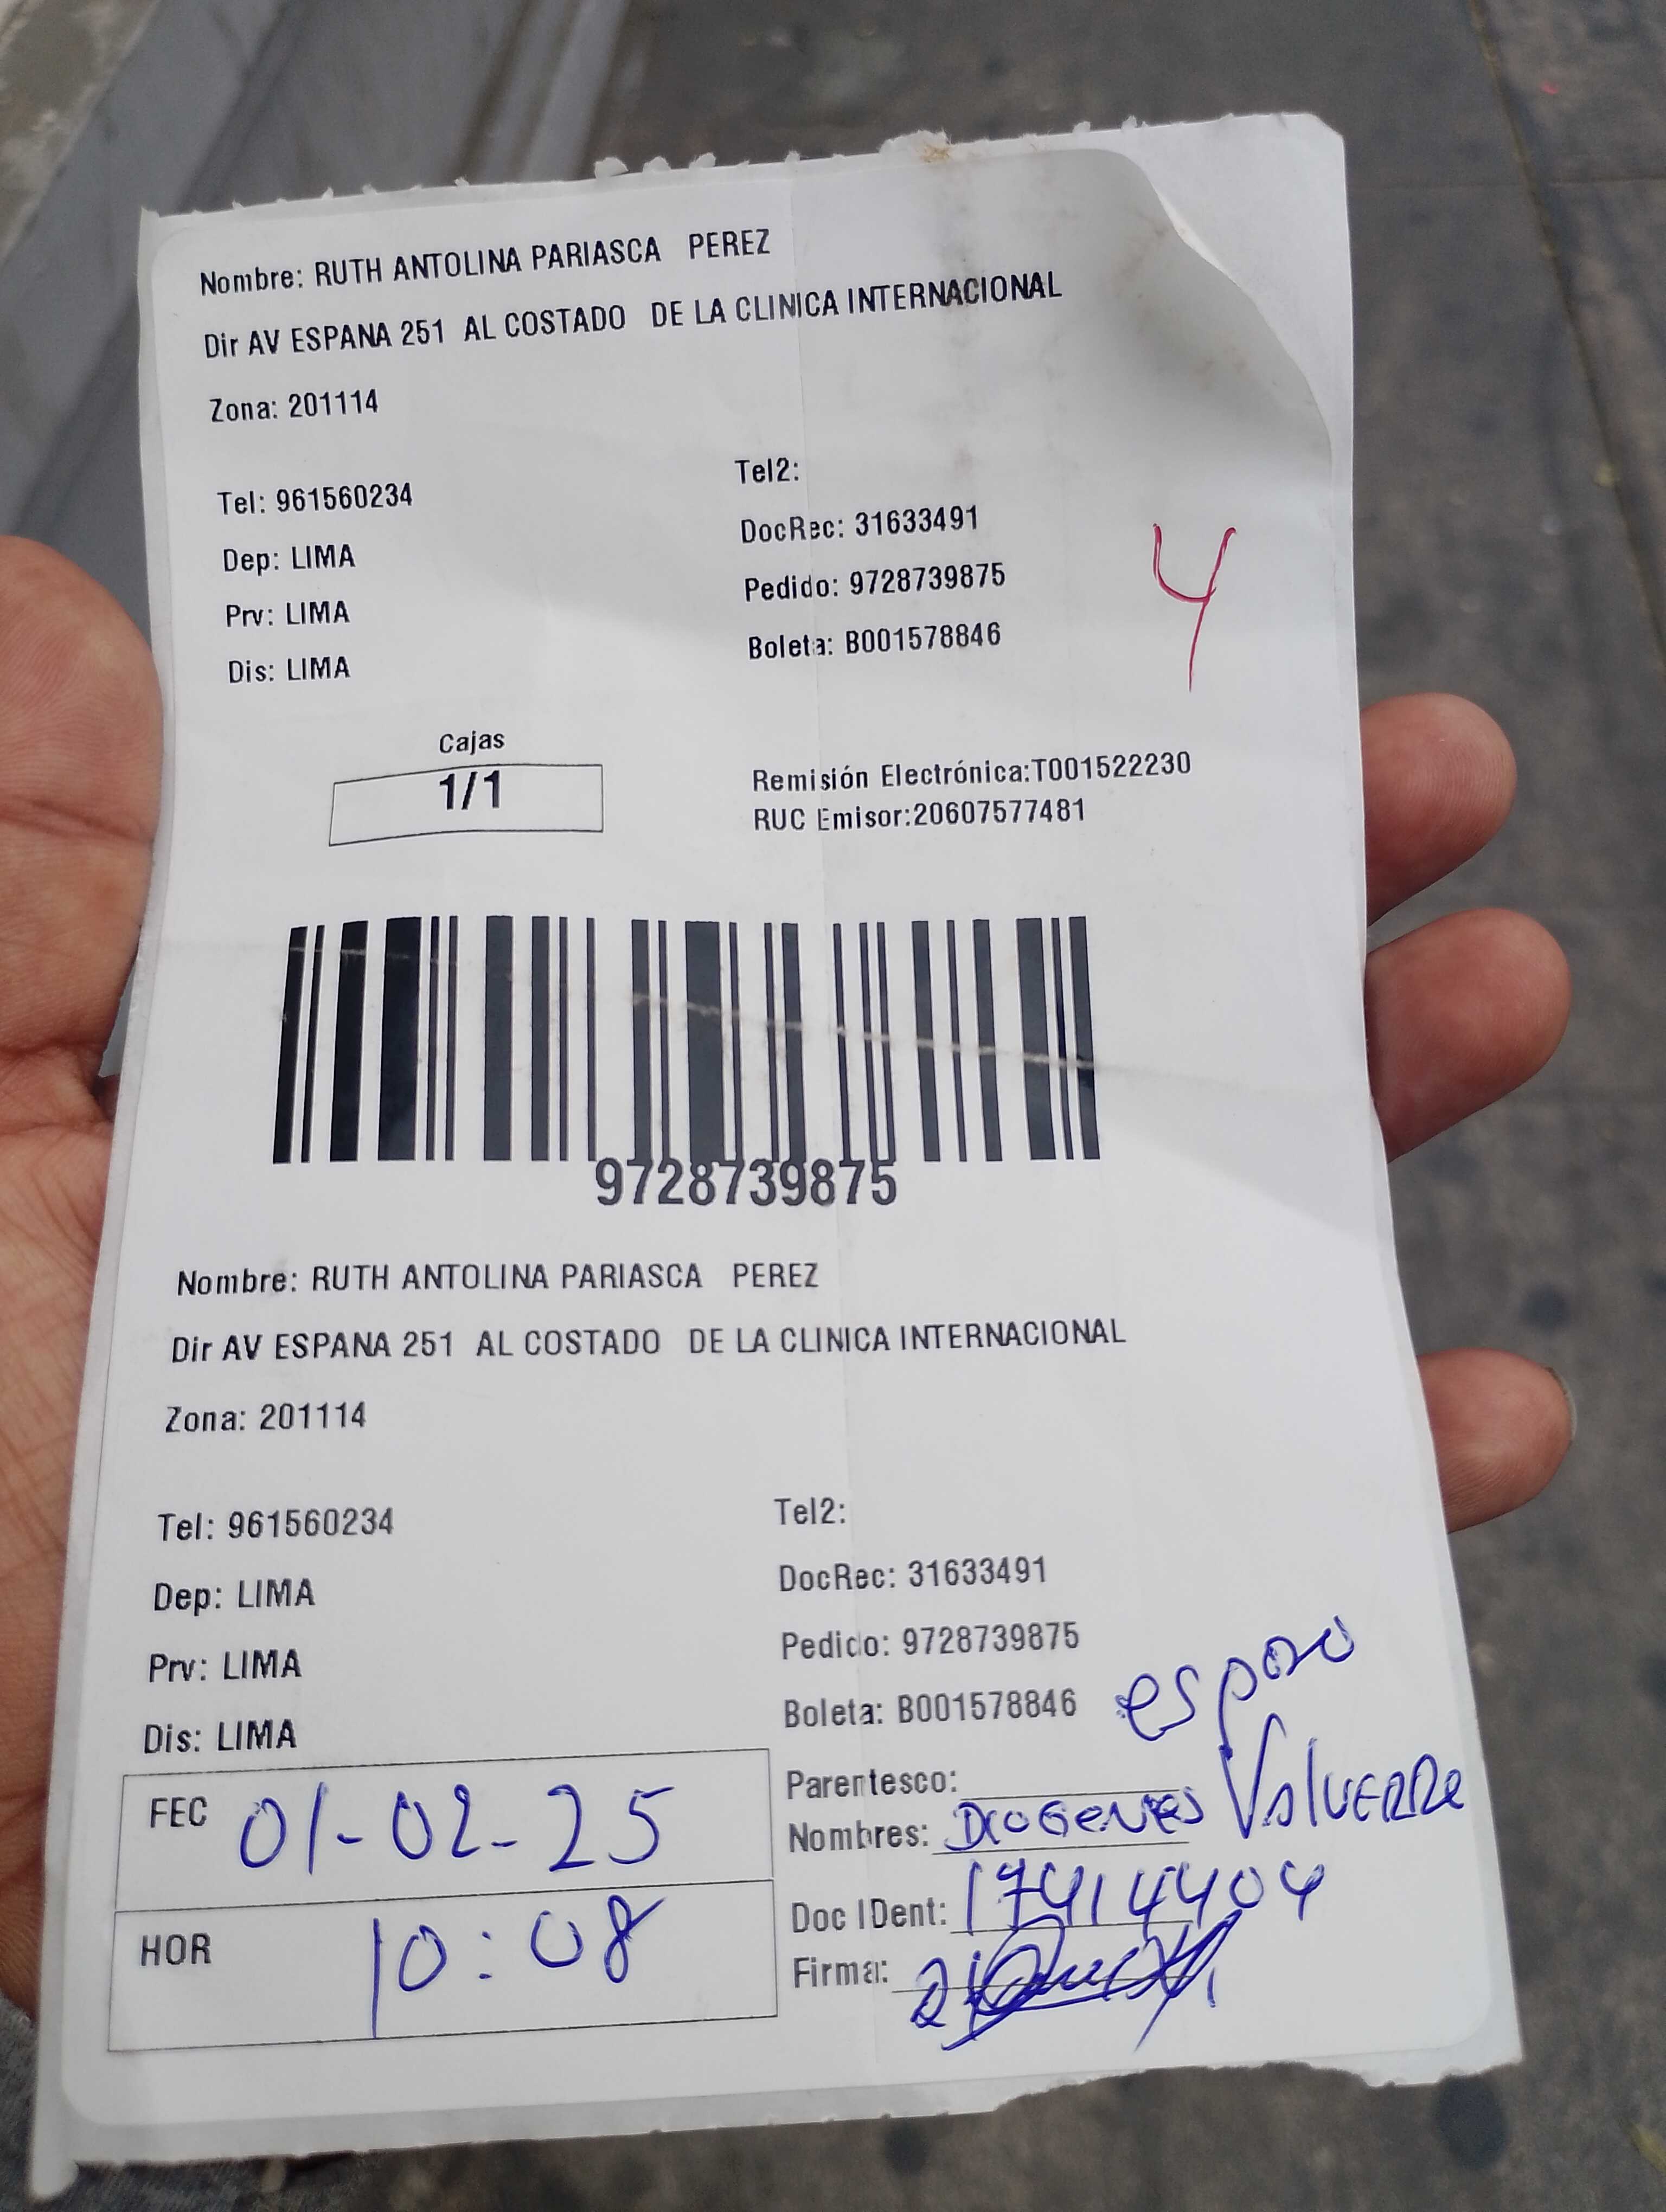 Nombre: RUTH ANTOLINA PARIASCA PEREZ
Dir AV ESPANA 251 AL COSTADO DE LA CLINICA INTERNACIONAL
Zona: 201114
Tel: 961560234
Dep: LIMA
Prv: LIMA
Dis: LIMA
Tel2:
DocRec: 31633491
Pedido: 9728739875
Boleta: B001578846
4
Cajas
1/1
Remisión Electrónica:T001522230
RUC Emisor:20607577481
9728739875
Nombre: RUTH ANTOLINA PARIASCA PEREZ
Dir AV ESPANA 251 AL COSTADO DE LA CLINICA INTERNACIONAL
Zona: 201114
Tel: 961560234
Dep: LIMA
Prv: LIMA
Dis: LIMA
Tel2:
DocRec: 31633491
Pedido: 9728739875
Boleta: B001578846
Parentesco: esposo
Nombres: DIOGENES VALVERDE
Doc IDent: 17414404
Firma:
FEC 01-02-25
HOR 10:08